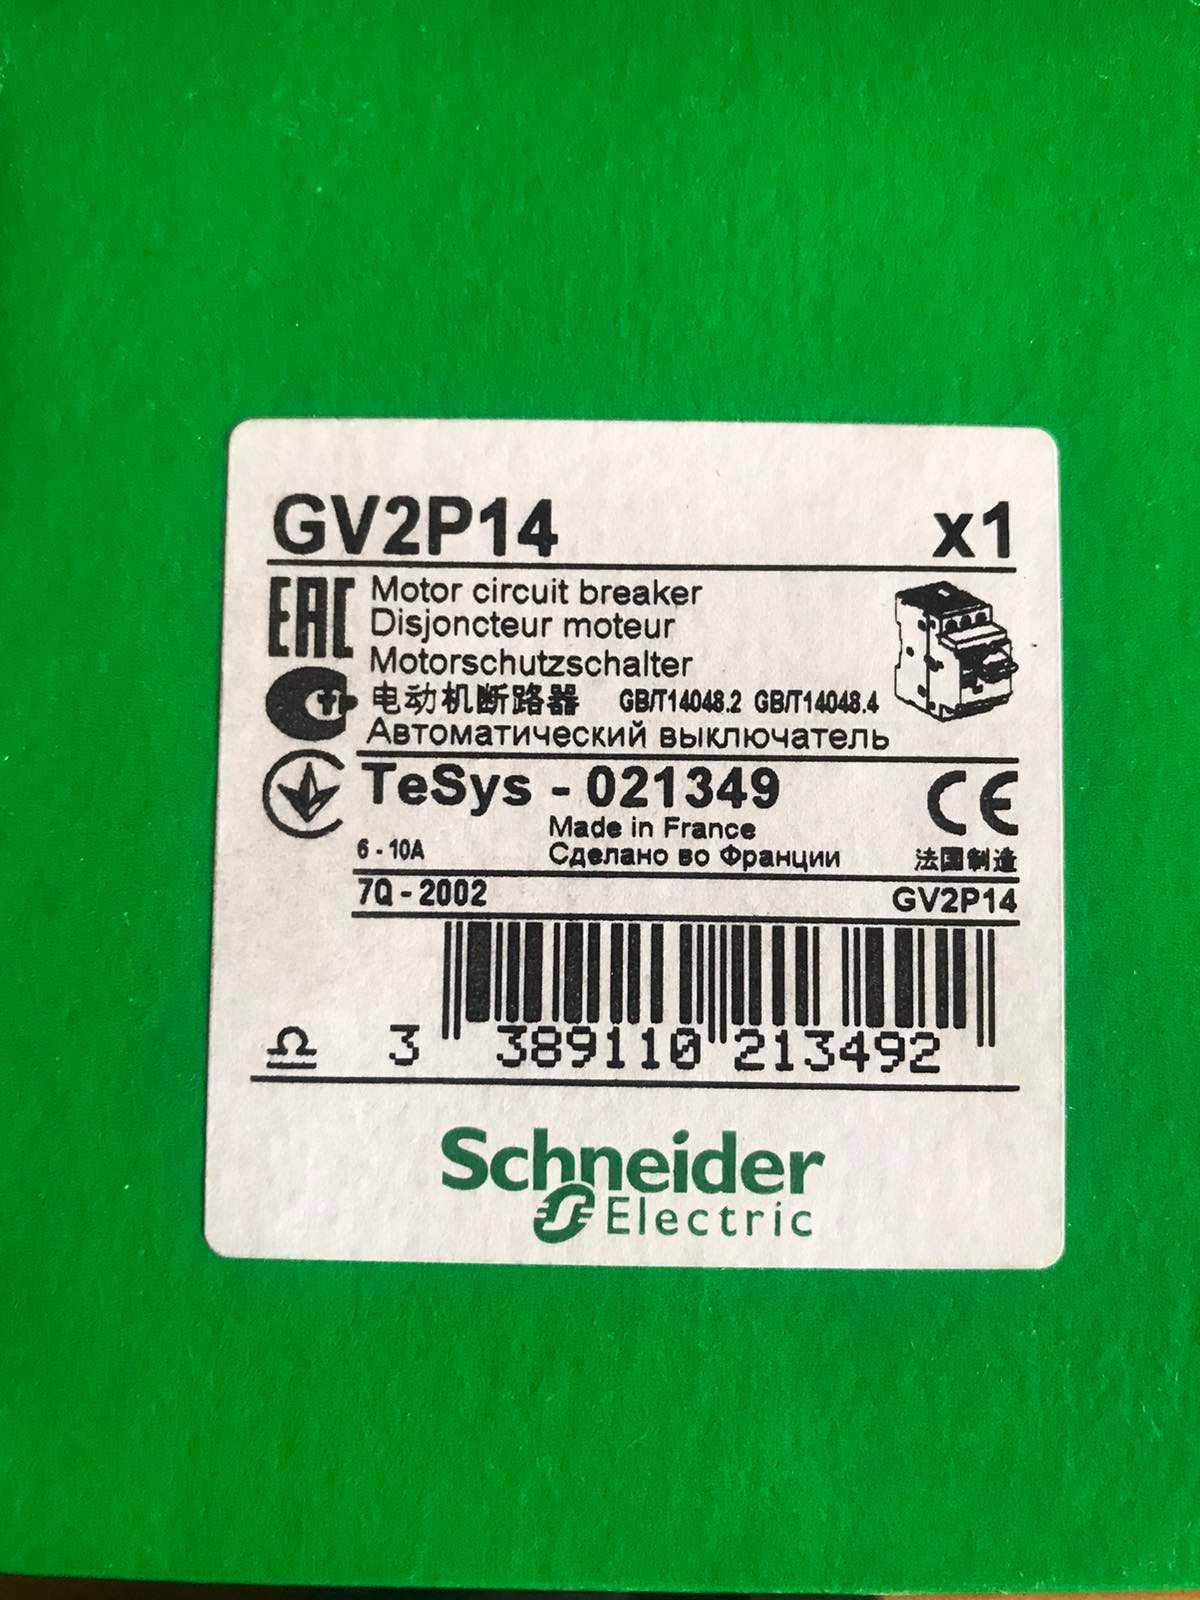 GV2P14 x1
EAC Motor circuit breaker
Disjoncteur moteur
Motorschutzschalter
电动机断路器 GB/T14048.2 GB/T14048.4
Автоматический выключатель
TeSys - 021349 CE
Made in France
6 - 10A Сделано во Франции 法国制造
7Q - 2002 GV2P14
3 389110 213492
Schneider
Electric